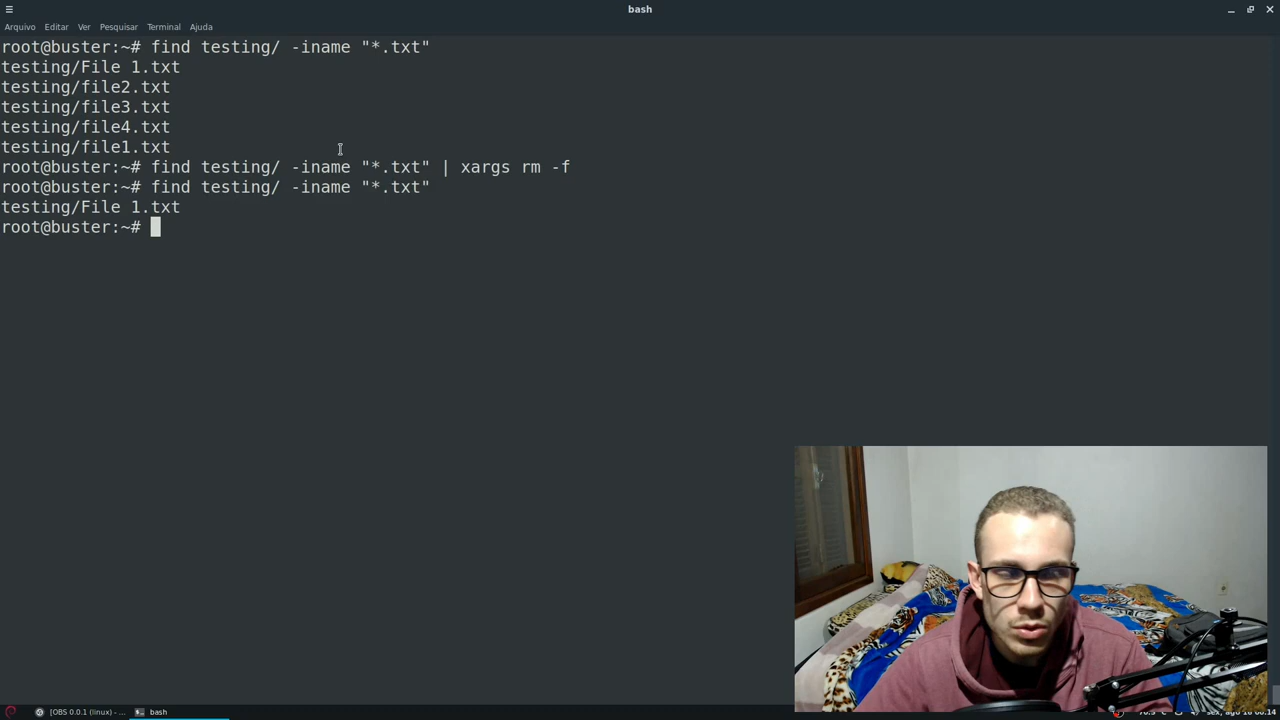 bash
Arquivo Editar Ver Pesquisar Terminal Ajuda
root@buster:~# find testing/ -iname "*.txt"
testing/File 1.txt
testing/file2.txt
testing/file3.txt
testing/file4.txt
testing/file1.txt
root@buster:~# find testing/ -iname "*.txt" | xargs rm -f
root@buster:~# find testing/ -iname "*.txt"
testing/File 1.txt
root@buster:~#
[OBS 0.0.1 (linux) - ... bash